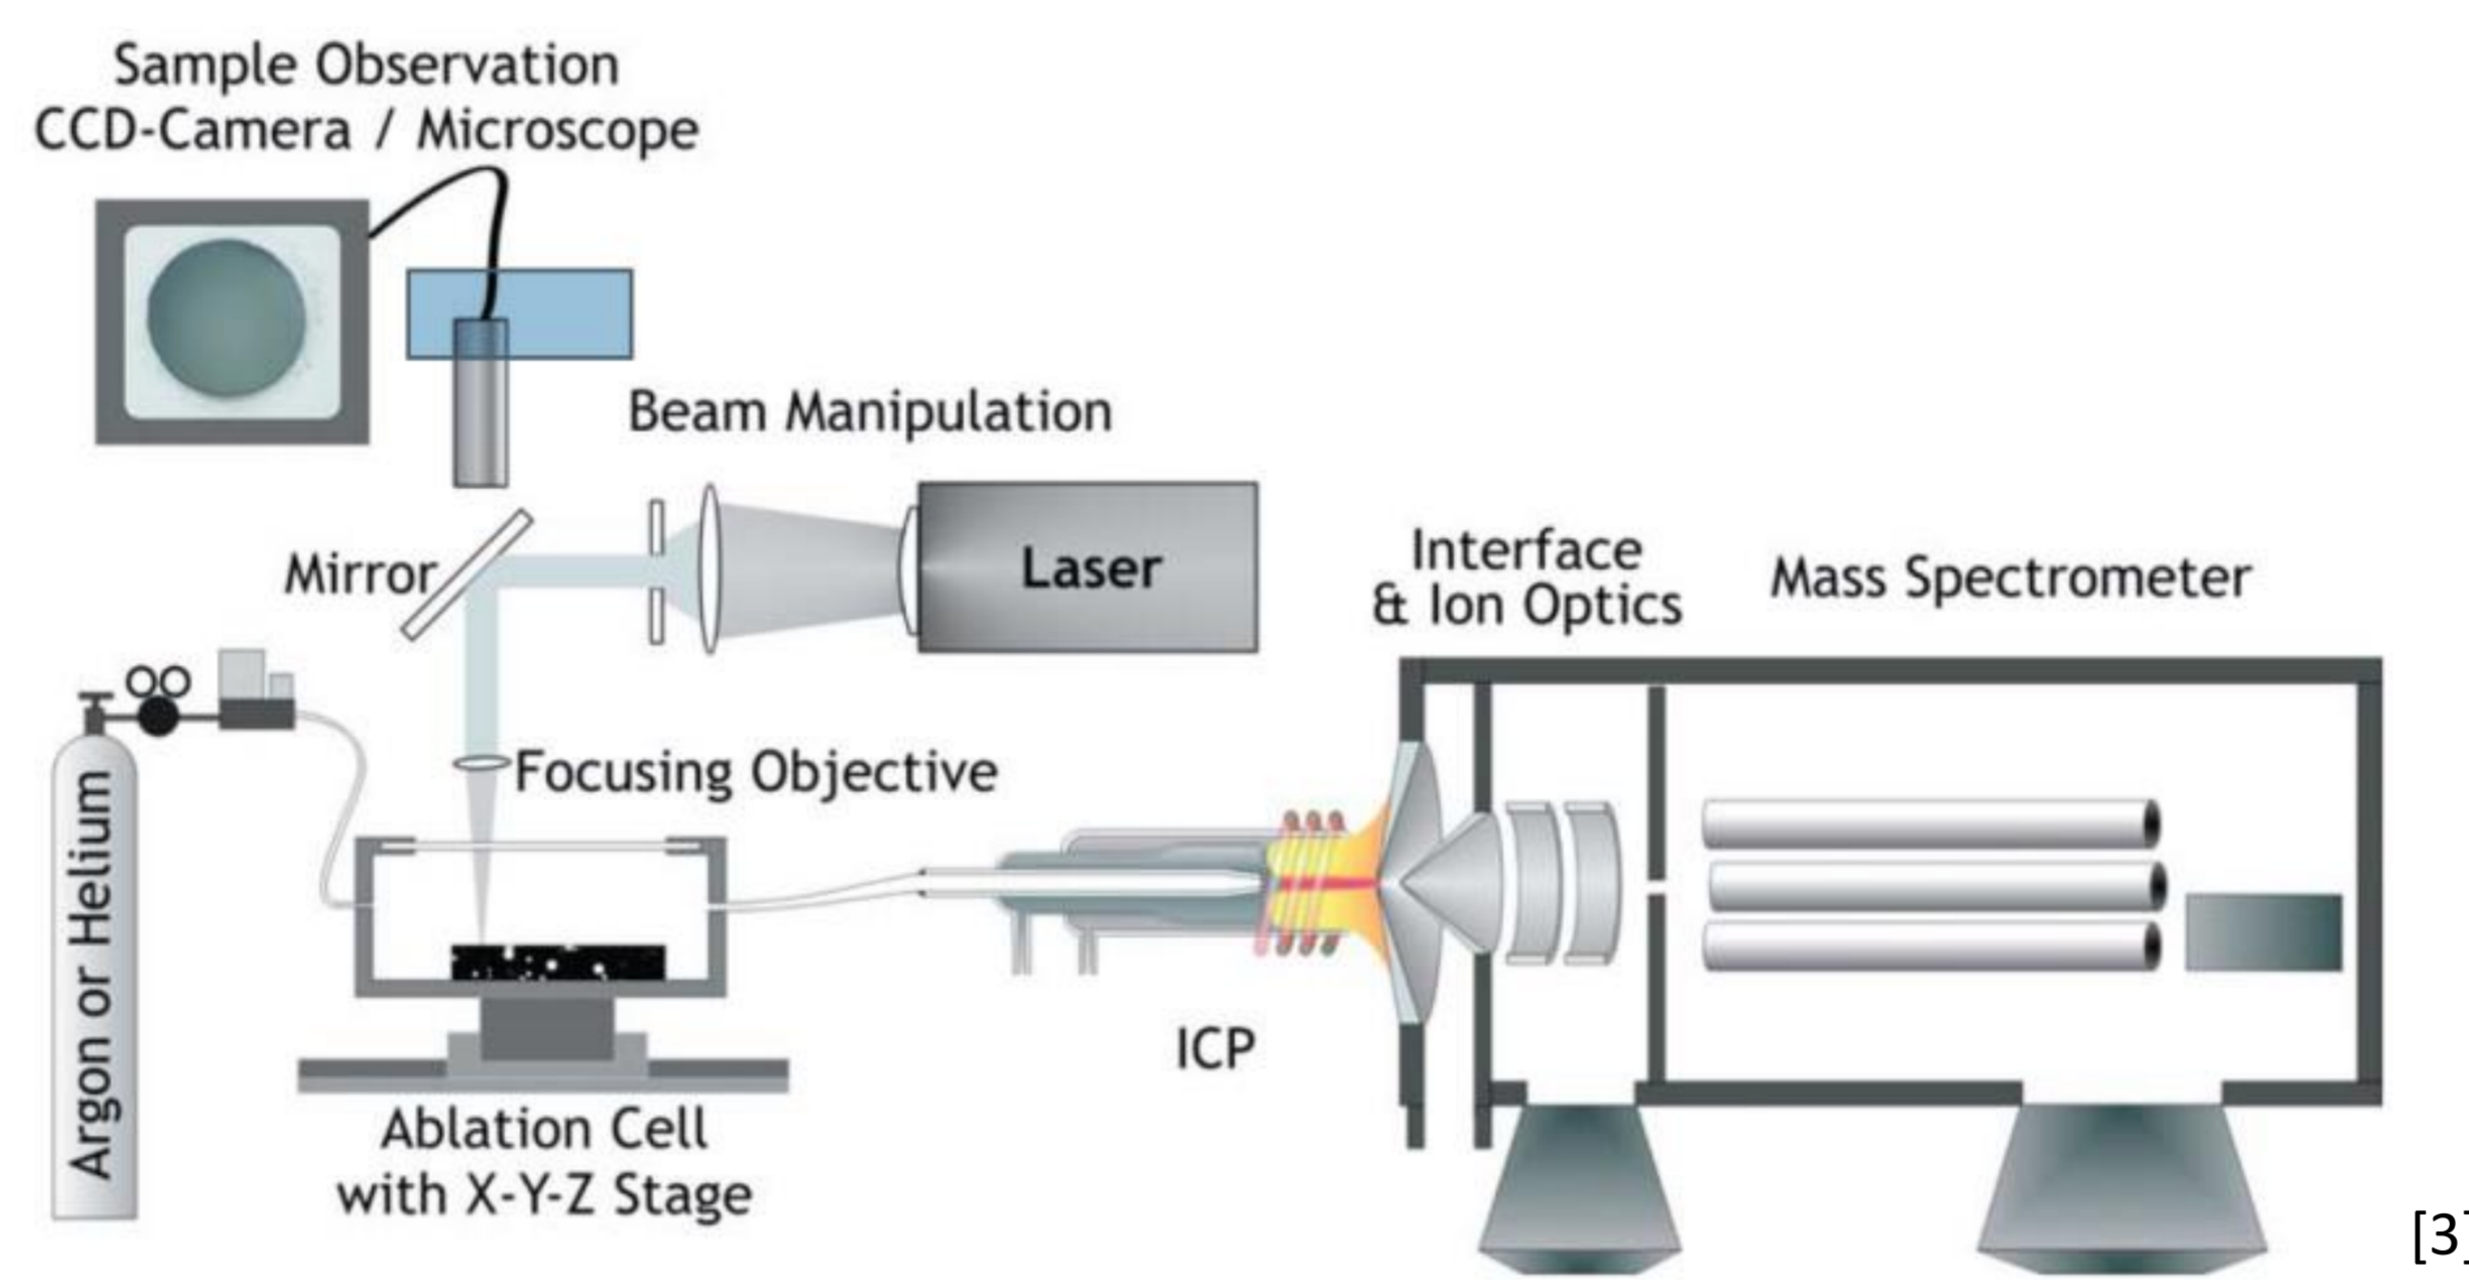 Sample Observation
CCD-Camera / Microscope
Beam Manipulation
Laser
Mirror
Interface
& Ion Optics
Mass Spectrometer
Focusing Objective
Argon or Helium
ICP
Ablation Cell
with X-Y-Z Stage
[3]